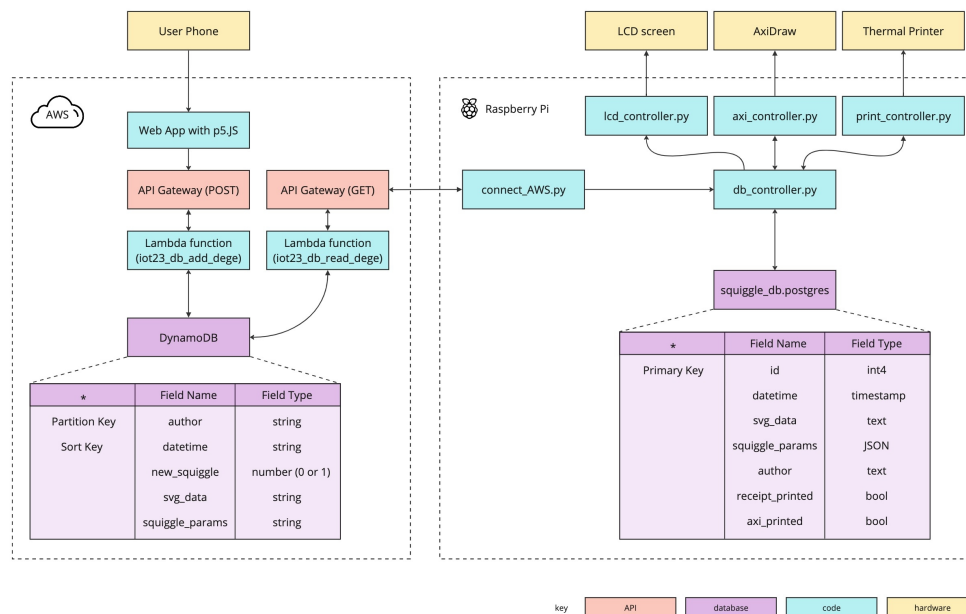 User Phone
LCD screen
AxiDraw
Thermal Printer
AWS
Raspberry Pi
Web App with p5.JS
lcd_controller.py
axi_controller.py
print_controller.py
API Gateway (POST)
API Gateway (GET)
connect_AWS.py
db_controller.py
Lambda function
(iot23_db_add_dege)
Lambda function
(iot23_db_read_dege)
squiggle_db.postgres
DynamoDB
* Field Name Field Type
Partition Key author string
Sort Key datetime string
new_squiggle number (0 or 1)
svg_data string
squiggle_params string
* Field Name Field Type
Primary Key id int4
datetime timestamp
svg_data text
squiggle_params JSON
author text
receipt_printed bool
axi_printed bool
key API database code hardware